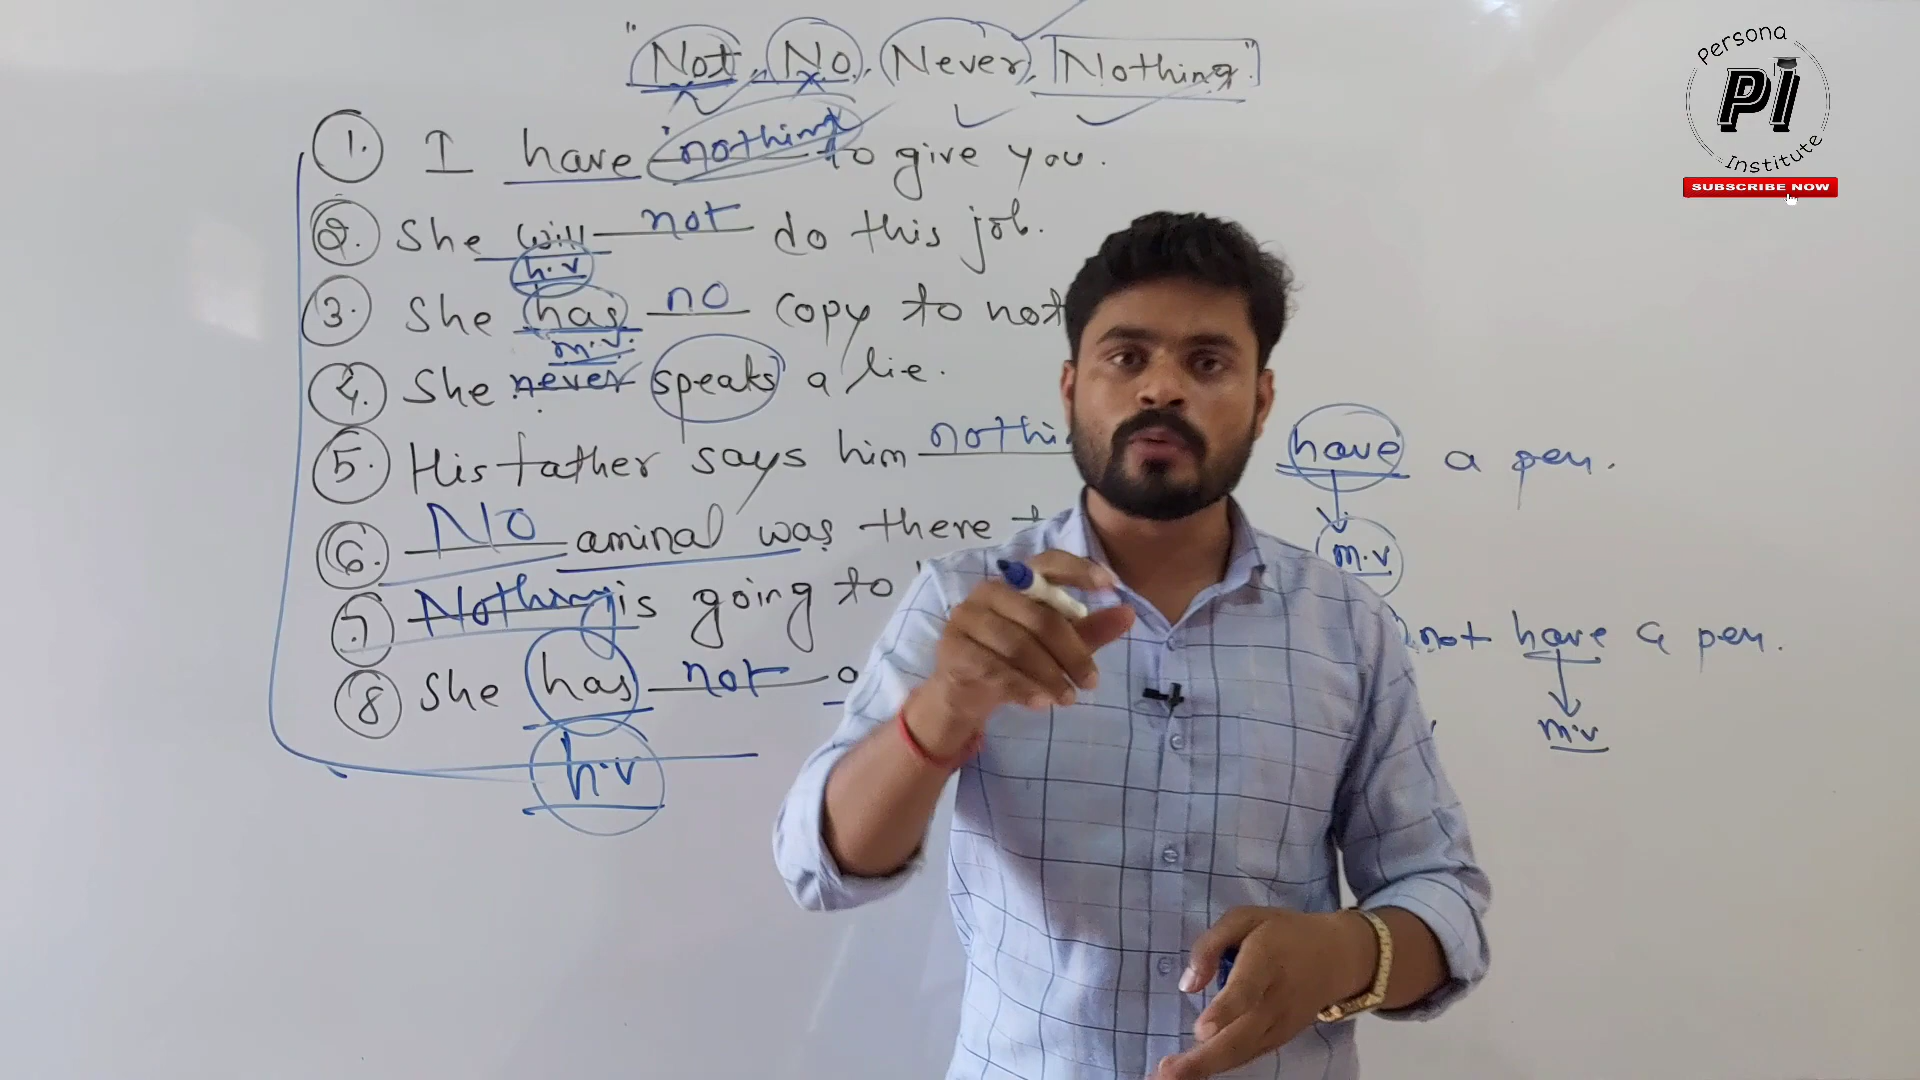 "Not, No, Never, Nothing"
1. I have nothing to give you.
2. She will not do this job.
h.v
3. She has no copy to not
m.v.
4. She never speaks a lie.
5. His father says him nothi
6. No aminal was there
7. Nothing is going to
8. She has not
h.v
have a pen.
m.v
not have a pen.
m.v
Persona
PI
Institute
SUBSCRIBE NOW